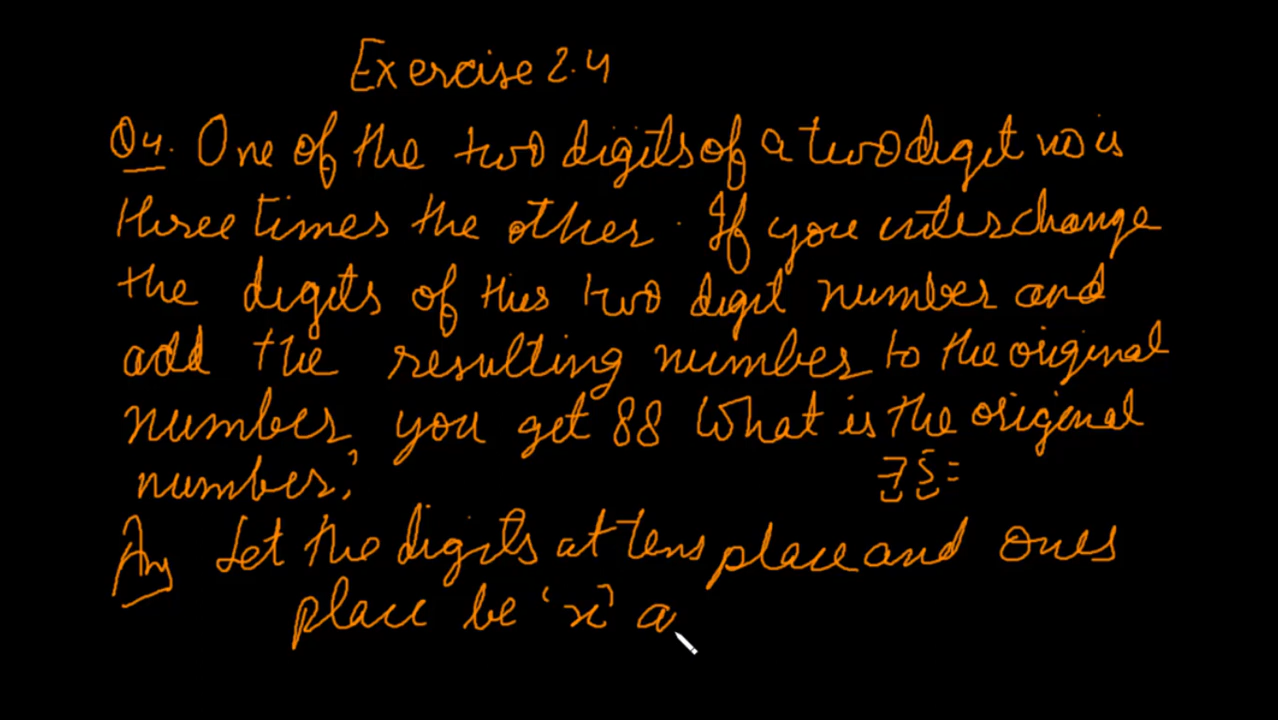 Exercise 2.4
Q4. One of the two digits of a two digit no is
three times the other. If you interchange
the digits of this two digit number and
add the resulting number to the original
number, you get 88 What is the original
number?
75=
Ans Let the digits at tens place and ones
place be 'x' a